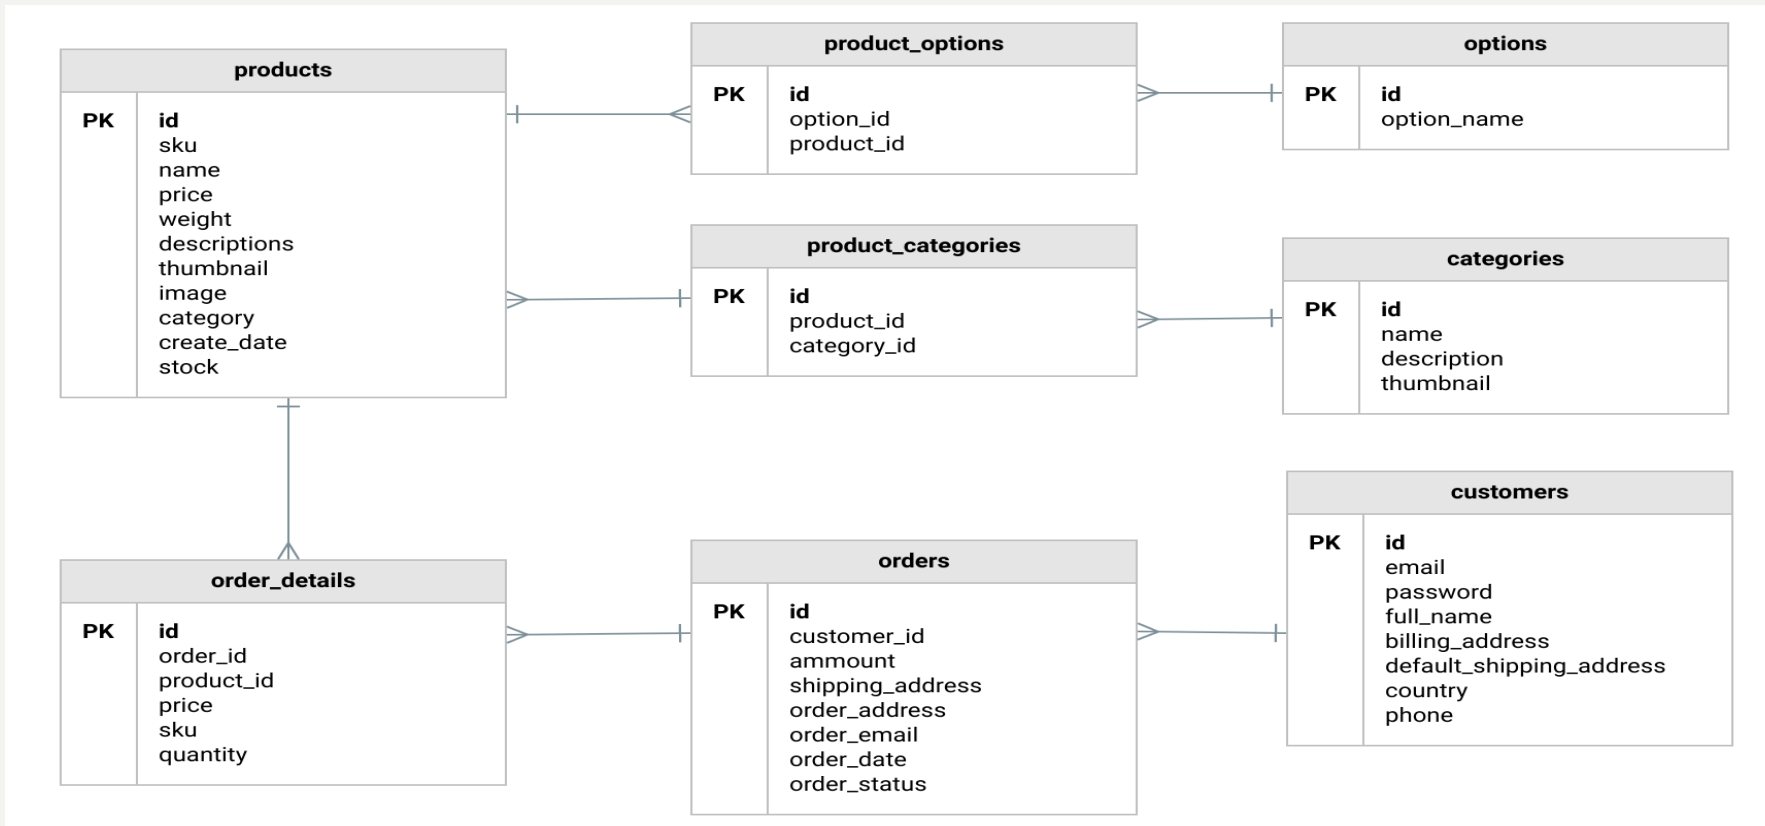 products
PK
id
sku
name
price
weight
descriptions
thumbnail
image
category
create_date
stock
product_options
PK
id
option_id
product_id
options
PK
id
option_name
product_categories
PK
id
product_id
category_id
categories
PK
id
name
description
thumbnail
order_details
PK
id
order_id
product_id
price
sku
quantity
orders
PK
id
customer_id
ammount
shipping_address
order_address
order_email
order_date
order_status
customers
PK
id
email
password
full_name
billing_address
default_shipping_address
country
phone